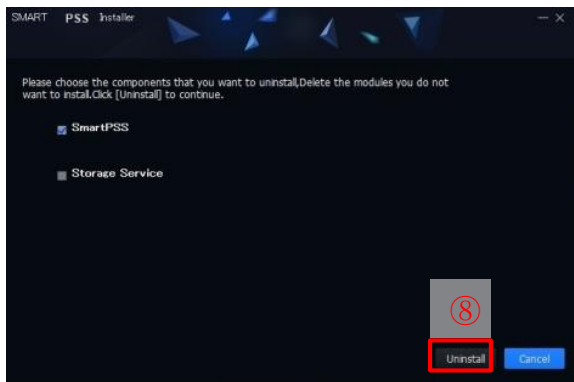 SMART PSS Installer
Please choose the components that you want to uninstall,Delete the modules you do not
want to install.Click [Uninstall] to continue.
SmartPSS
Storage Service
⑧
Uninstall Cancel